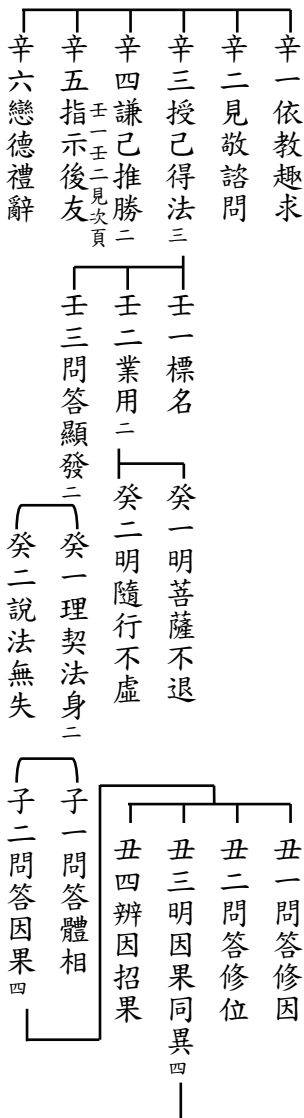 辛一依教趣求
辛二見敬諮問
辛三授己得法三
辛四謙己推勝二
壬一壬二見次頁
辛五指示後友
辛六戀德禮辭
壬一標名
壬二業用二
壬三問答顯發二
癸一明菩薩不退
癸二明隨行不虛
癸一理契法身二
癸二說法無失
子一問答體相
子二問答因果四
丑一問答修因
丑二問答修位
丑三明因果同異四
丑四辨因招果